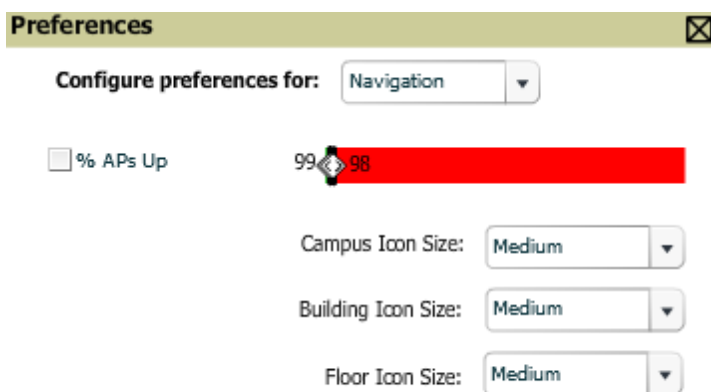 Preferences
Configure preferences for: Navigation
% APs Up 99 98
Campus Icon Size: Medium
Building Icon Size: Medium
Floor Icon Size: Medium